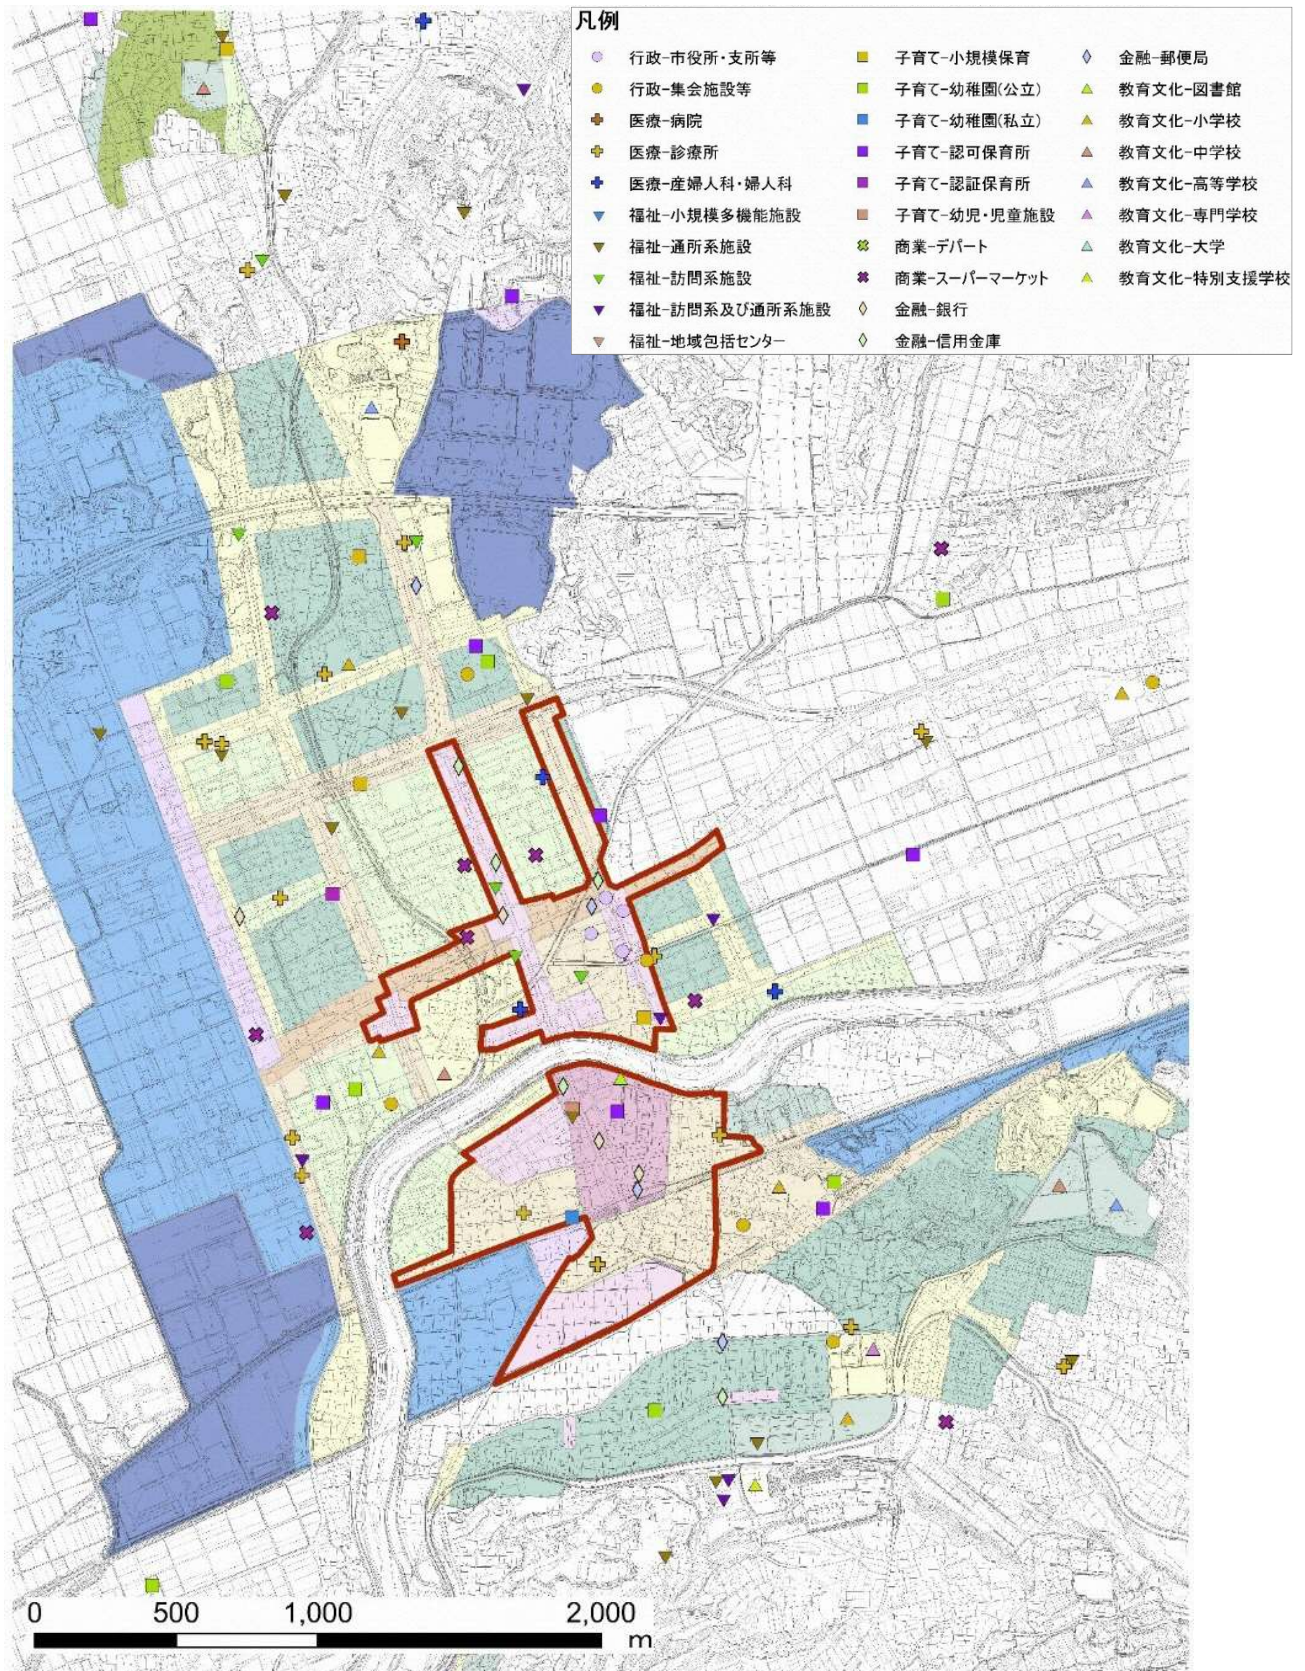 凡例
行政-市役所・支所等
行政-集会施設等
医療-病院
医療-診療所
医療-産婦人科・婦人科
福祉-小規模多機能施設
福祉-通所系施設
福祉-訪問系施設
福祉-訪問系及び通所系施設
福祉-地域包括センター
子育て-小規模保育
子育て-幼稚園(公立)
子育て-幼稚園(私立)
子育て-認可保育所
子育て-認証保育所
子育て-幼児・児童施設
商業-デパート
商業-スーパーマーケット
金融-銀行
金融-信用金庫
金融-郵便局
教育文化-図書館
教育文化-小学校
教育文化-中学校
教育文化-高等学校
教育文化-専門学校
教育文化-大学
教育文化-特別支援学校
0 500 1,000 2,000
m